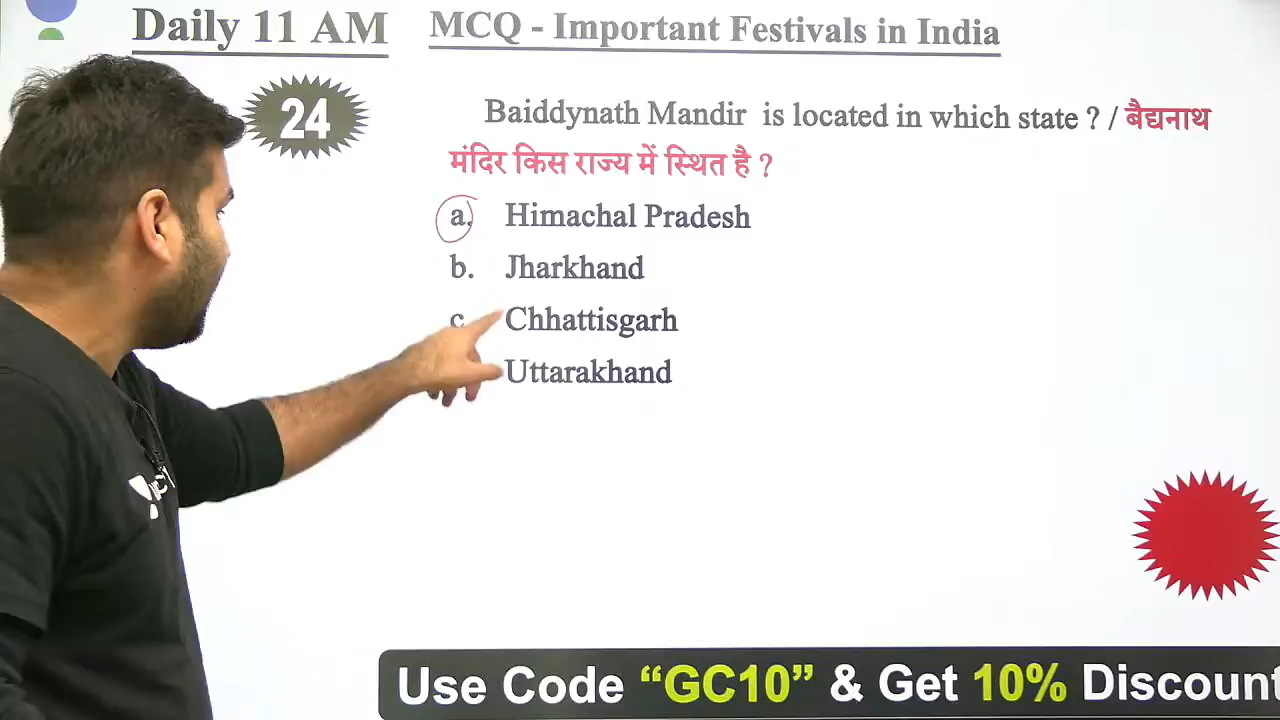 Daily 11 AM MCQ - Important Festivals in India
24
Baiddynath Mandir is located in which state ? / बैद्यनाथ
मंदिर किस राज्य में स्थित है ?
a. Himachal Pradesh
b. Jharkhand
c. Chhattisgarh
Uttarakhand
Use Code “GC10” & Get 10% Discount